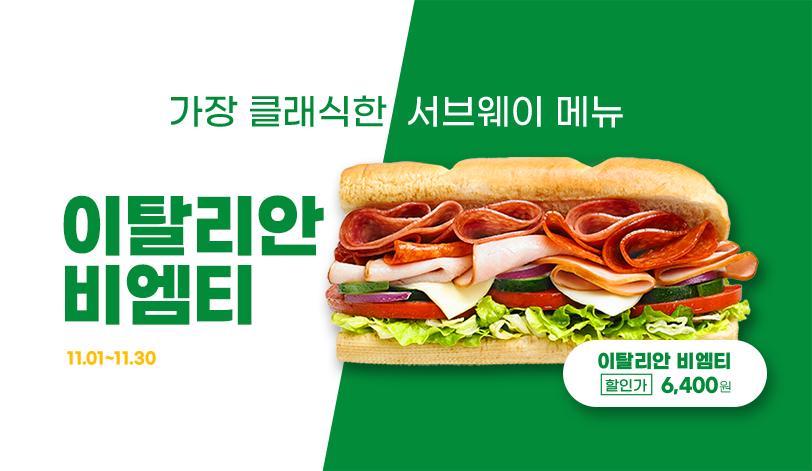 가장 클래식한 서브웨이 메뉴
이탈리안
비엠티
11.01~11.30
이탈리안 비엠티
할인가 6,400원